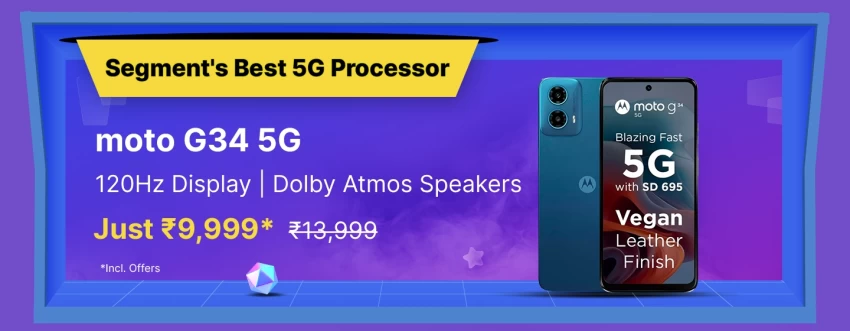 Segment's Best 5G Processor
moto G34 5G
120Hz Display | Dolby Atmos Speakers
Just ₹9,999* ₹13,999
*Incl. Offers
moto g34
5G
Blazing Fast
5G
with SD 695
Vegan
Leather
Finish